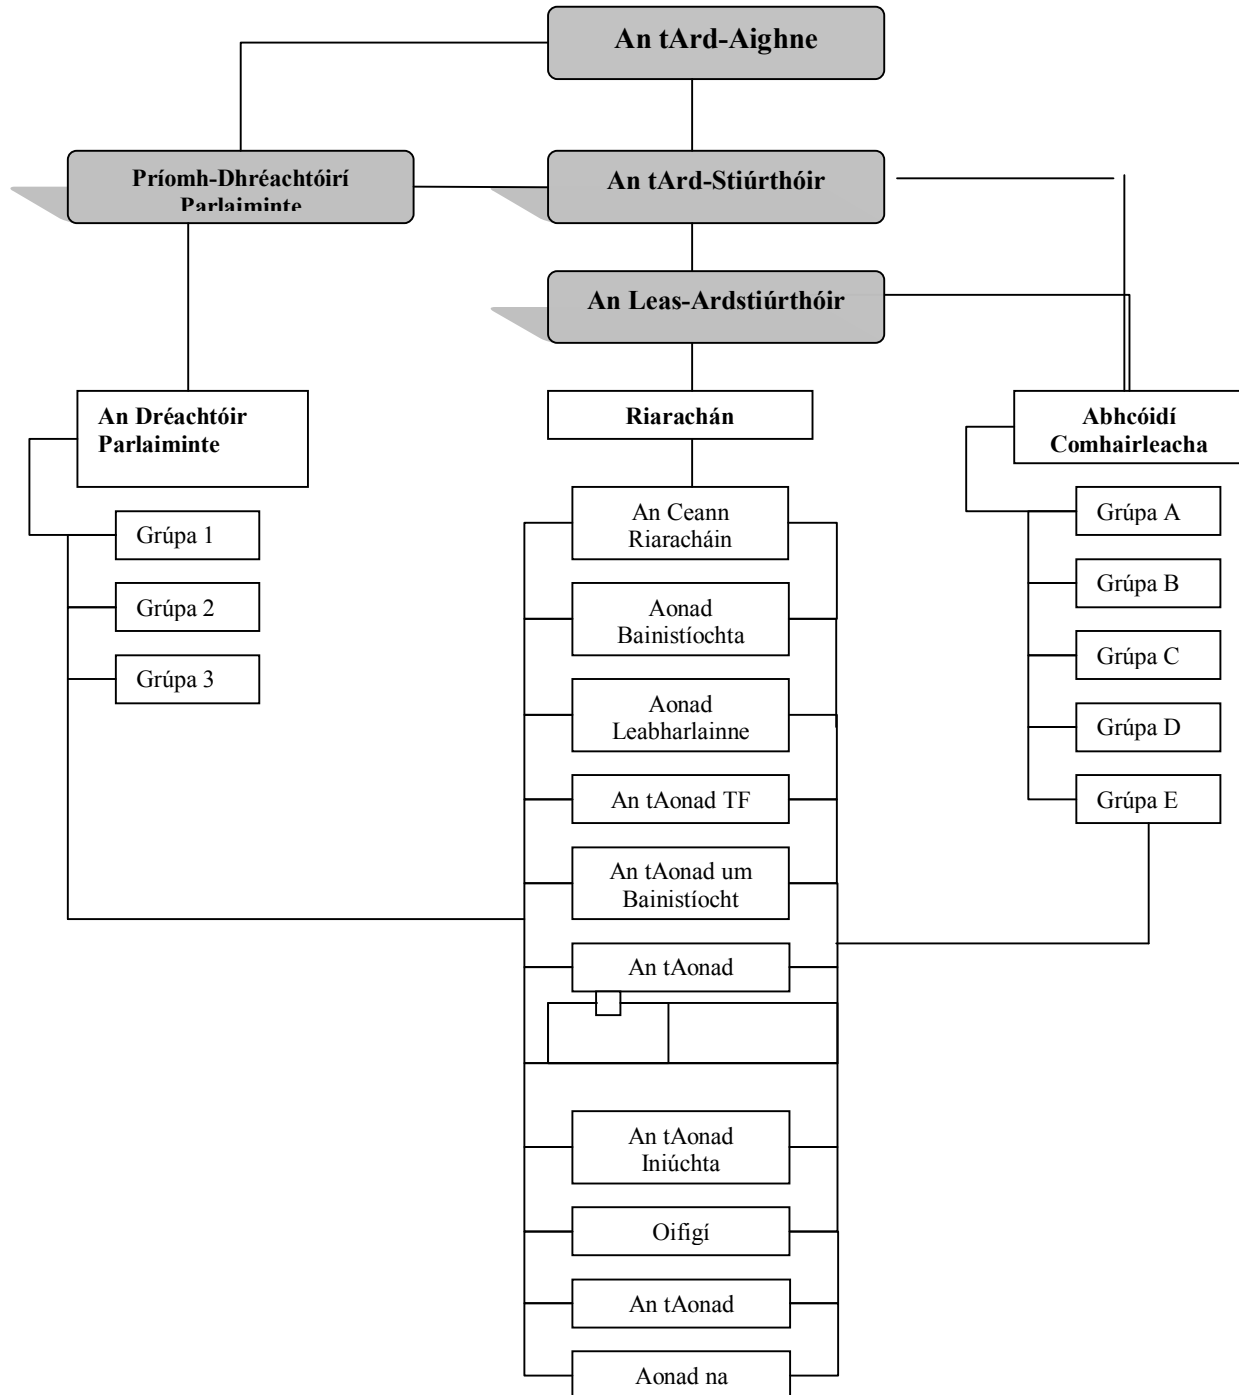 An tArd-Aighne
Príomh-Dhréachtóirí
Parlaiminte
An tArd-Stiúrthóir
An Leas-Ardstiúrthóir
An Dréachtóir
Parlaiminte
Grúpa 1
Grúpa 2
Grúpa 3
Riarachán
An Ceann
Riaracháin
Aonad
Bainistíochta
Aonad
Leabharlainne
An tAonad TF
An tAonad um
Bainistíocht
An tAonad
An tAonad
Iniúchta
Oifigí
An tAonad
Aonad na
Abhcóidí
Comhairleacha
Grúpa A
Grúpa B
Grúpa C
Grúpa D
Grúpa E